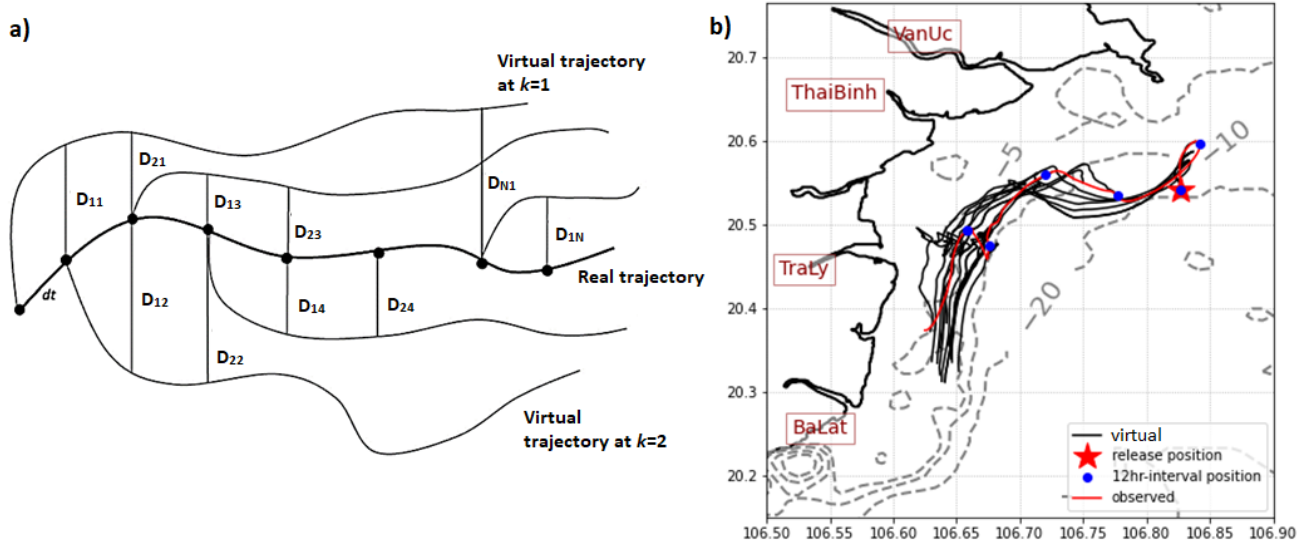 a)
Virtual trajectory
at k=1
D11
D21
D13
D23
DN1
D1N
Real trajectory
dt
D12
D22
D14
D24
Virtual
trajectory at k=2
b)
VanUc
ThaiBinh
TraLy
BaLat
−5
−10
−20
20.7
20.6
20.5
20.4
20.3
20.2
106.50 106.60 106.65 106.70 106.75 106.80 106.85 106.90
virtual
release position
12hr-interval position
observed